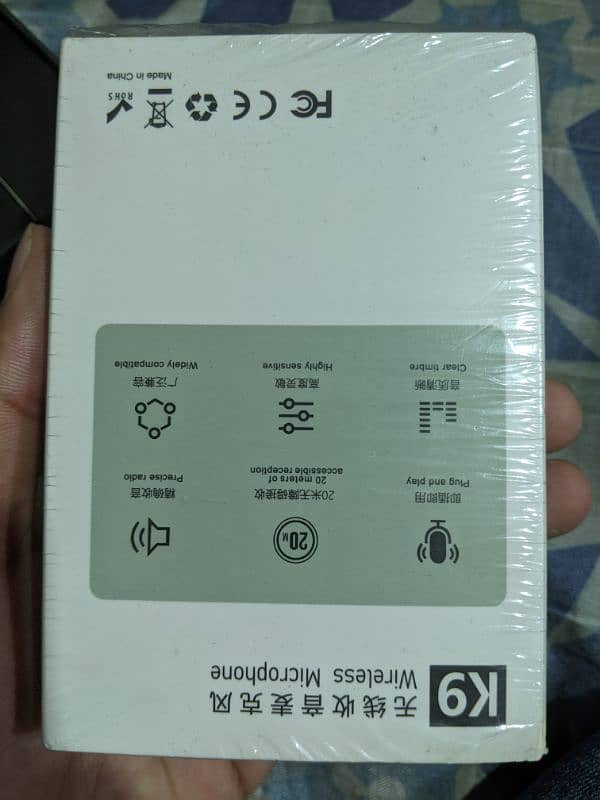 K9
无线收音麦克风
Wireless Microphone
即插即用
Plug and play
20M
20米无障碍接收
20 meters of
accessible reception
精确收音
Precise radio
音质清晰
Clear timbre
高度灵敏
Highly sensitive
广泛兼容
Widely compatible
FC CE
RoHS
Made in China